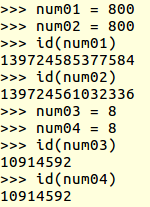 >>> num01 = 800
>>> num02 = 800
>>> id(num01)
139724585377584
>>> id(num02)
139724561032336
>>> num03 = 8
>>> num04 = 8
>>> id(num03)
10914592
>>> id(num04)
10914592